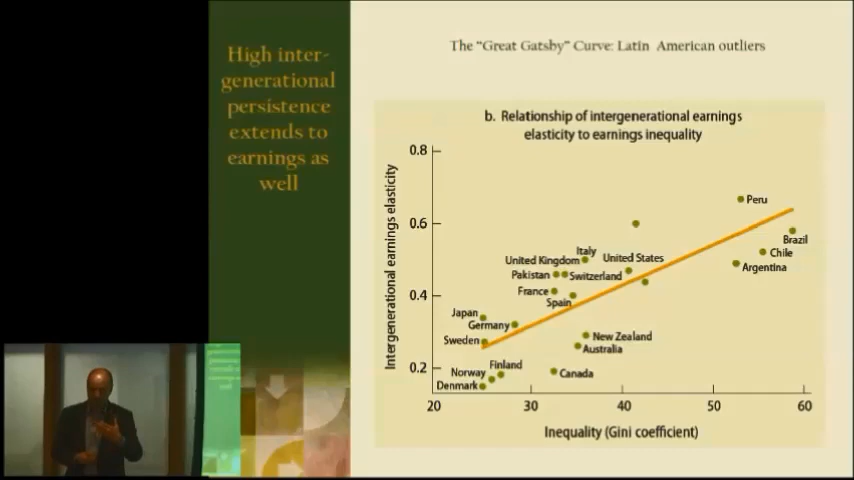 High inter-
generational
persistence
extends to
earnings as
well
The "Great Gatsby" Curve: Latin American outliers
b. Relationship of intergenerational earnings
elasticity to earnings inequality
Intergenerational earnings elasticity
0.8
0.6
0.4
0.2
Peru
Brazil
Chile
Argentina
Italy
United Kingdom
United States
Pakistan
Switzerland
France
Spain
Japan
Germany
Sweden
New Zealand
Australia
Finland
Norway
Canada
Denmark
20 30 40 50 60
Inequality (Gini coefficient)